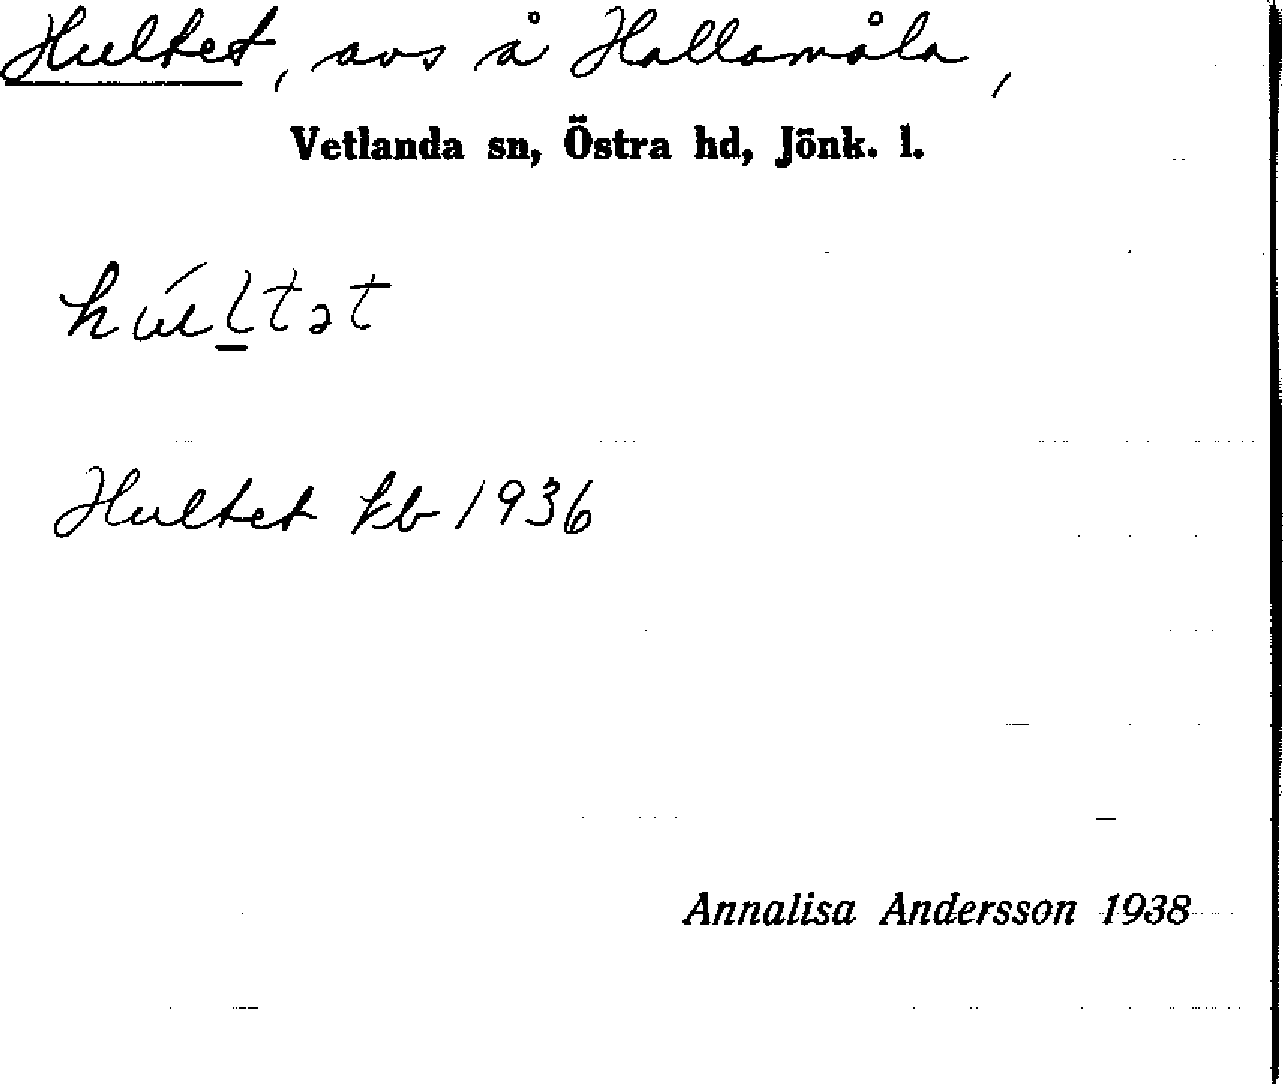 Hultet, avs å Hallamåla,
Vetlanda sn, Östra hd, Jönk. l.
húltət
Hultet kb 1936
Annalisa Andersson 1938